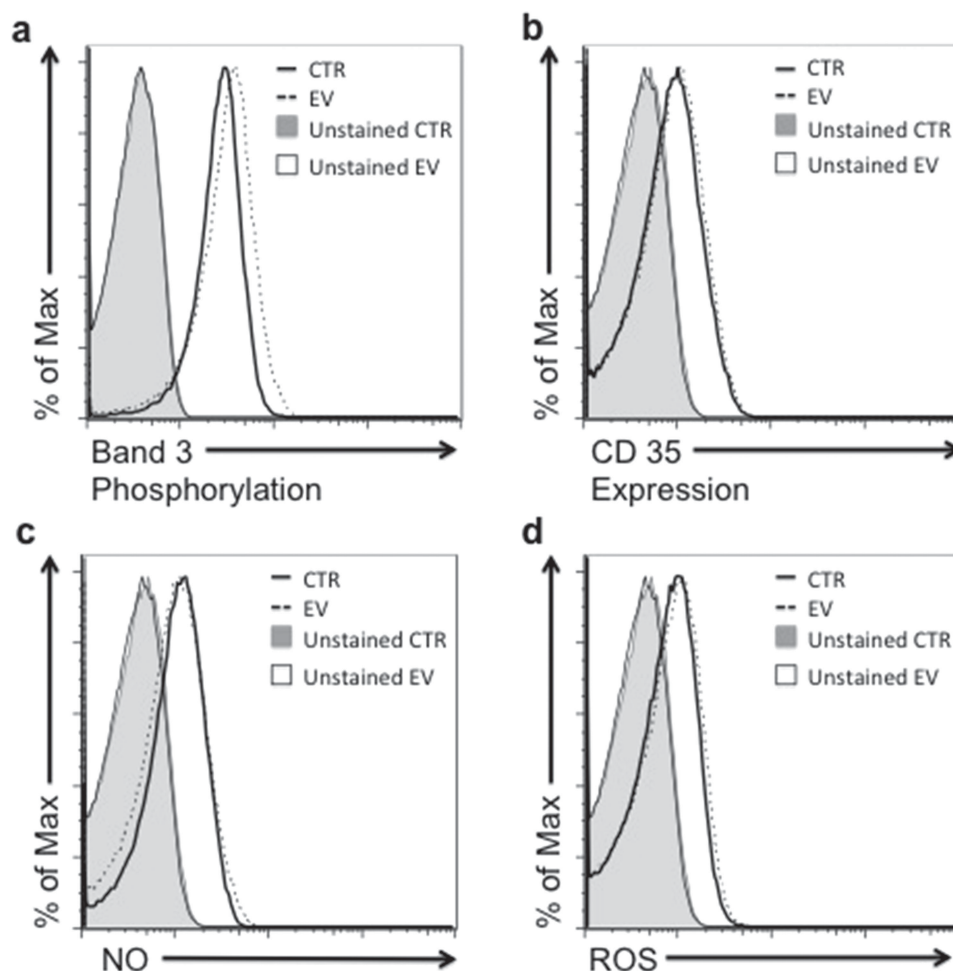 a
% of Max
CTR
EV
Unstained CTR
Unstained EV
Band 3
Phosphorylation
b
% of Max
CTR
EV
Unstained CTR
Unstained EV
CD 35
Expression
c
% of Max
CTR
EV
Unstained CTR
Unstained EV
NO
d
% of Max
CTR
EV
Unstained CTR
Unstained EV
ROS